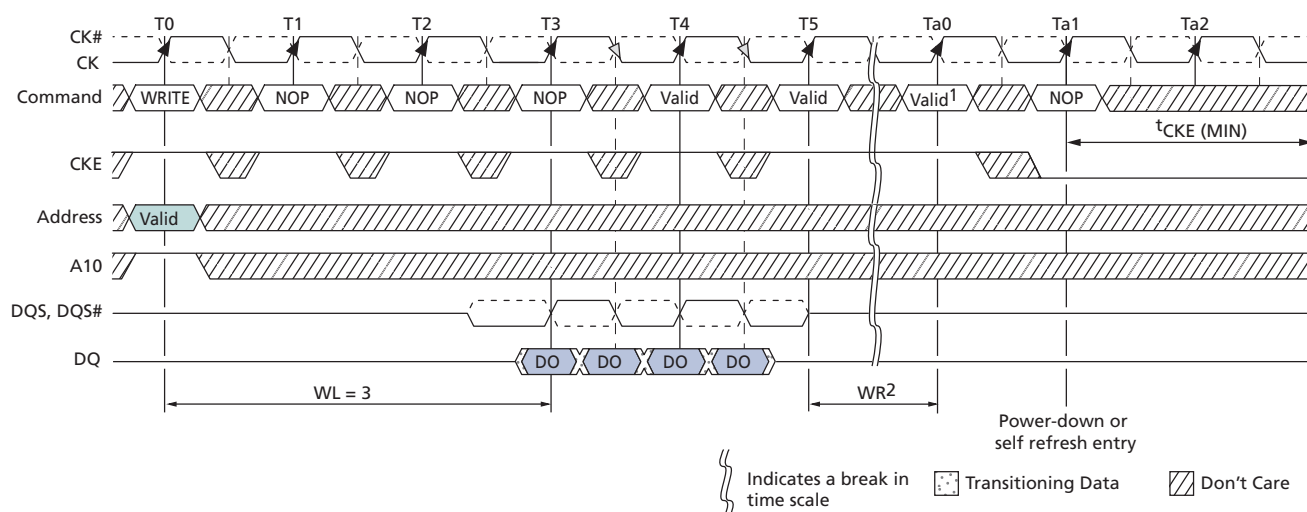 T0 T1 T2 T3 T4 T5 Ta0 Ta1 Ta2
CK#
CK
Command WRITE NOP NOP NOP Valid Valid Valid1 NOP
tCKE (MIN)
CKE
Address Valid
A10
DQS, DQS#
DQ DO DO DO DO
WL = 3 WR2
Power-down or
self refresh entry
Indicates a break in
time scale
Transitioning Data
Don't Care